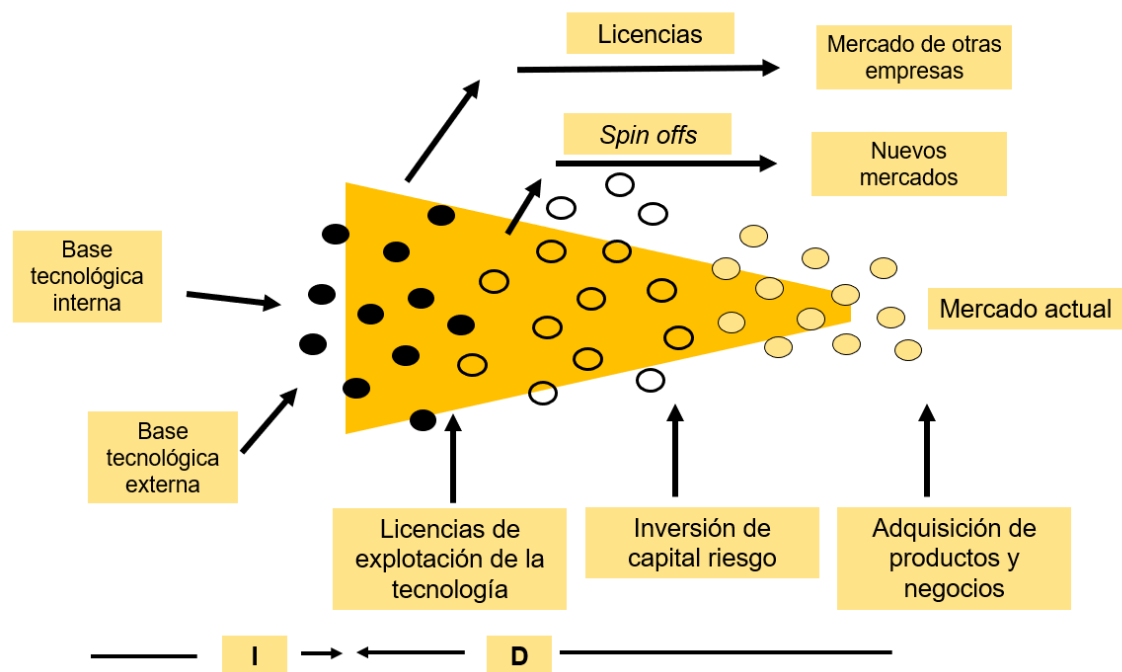 Licencias
Mercado de otras
empresas
Spin offs
Nuevos
mercados
Base
tecnológica
interna
Mercado actual
Base
tecnológica
externa
Licencias de
explotación de la
tecnología
Inversión de
capital riesgo
Adquisición de
productos y
negocios
I
D